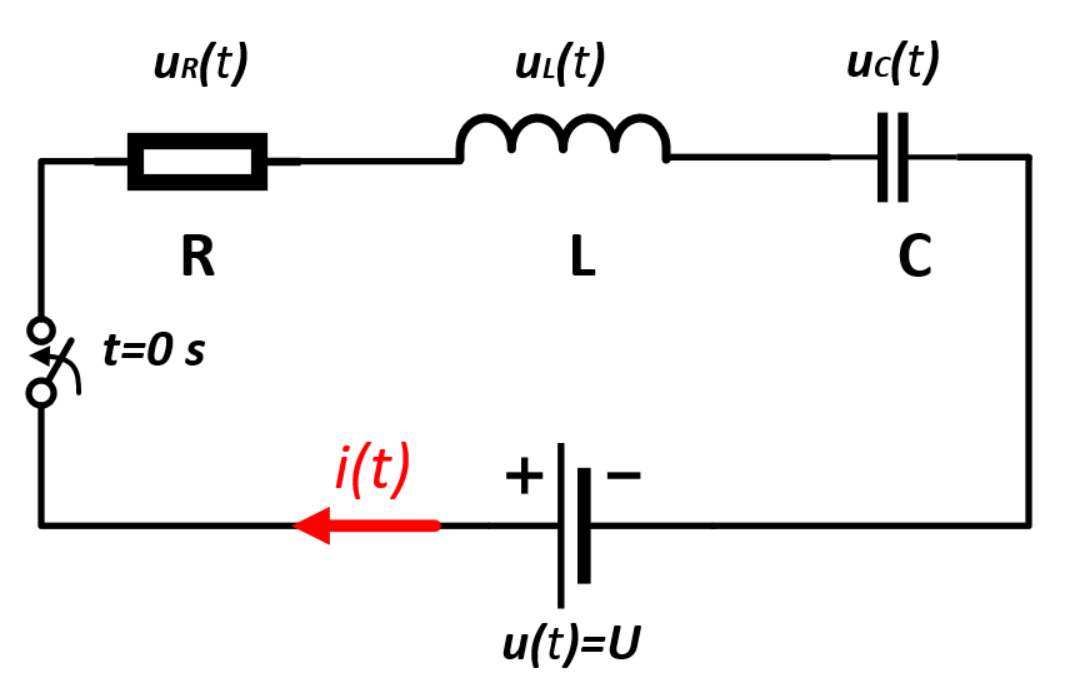 uR(t)
uL(t)
uC(t)
R
L
C
t=0 s
i(t)
+ −
u(t)=U